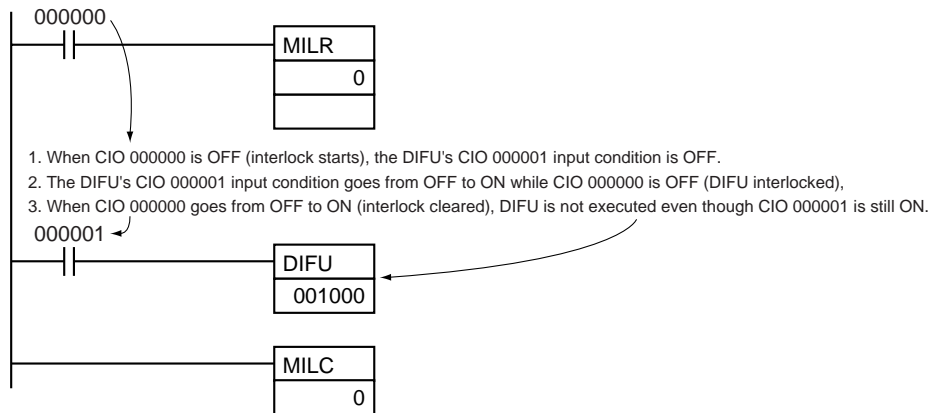 000000
MILR
0
1. When CIO 000000 is OFF (interlock starts), the DIFU's CIO 000001 input condition is OFF.
2. The DIFU's CIO 000001 input condition goes from OFF to ON while CIO 000000 is OFF (DIFU interlocked),
3. When CIO 000000 goes from OFF to ON (interlock cleared), DIFU is not executed even though CIO 000001 is still ON.
000001
DIFU
001000
MILC
0